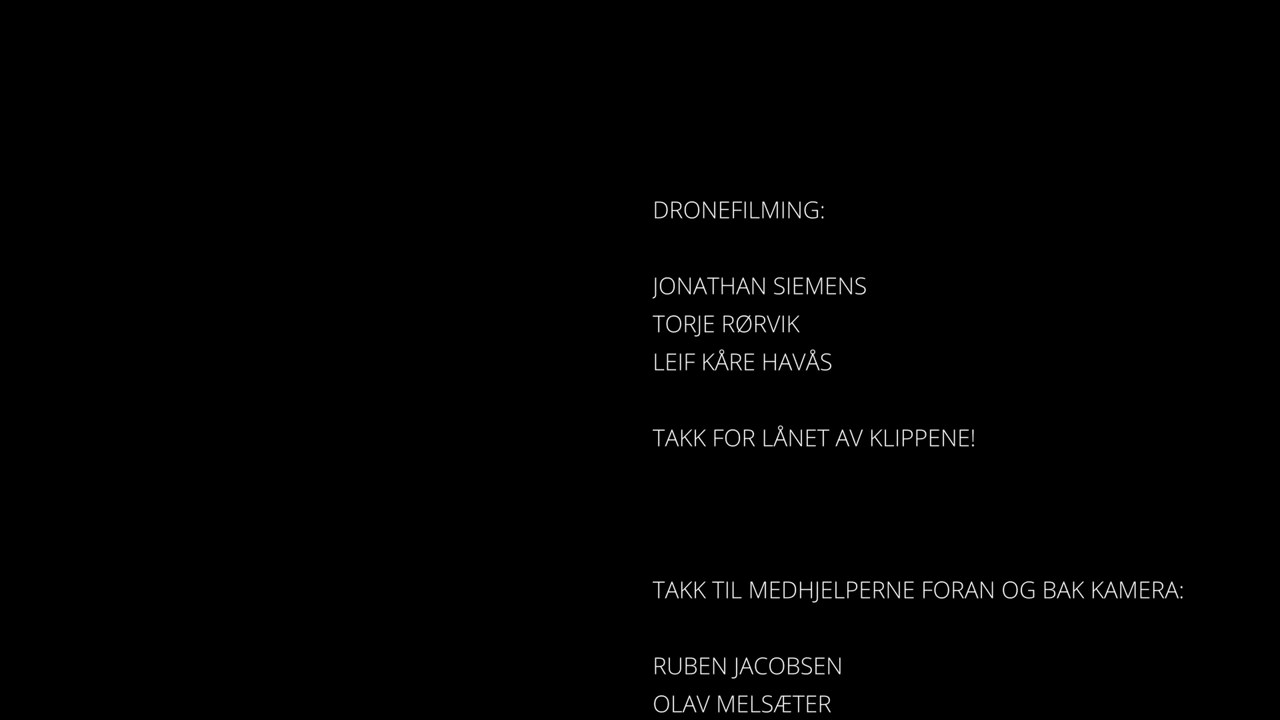 DRONEFILMING:
JONATHAN SIEMENS
TORJE RØRVIK
LEIF KÅRE HAVÅS
TAKK FOR LÅNET AV KLIPPENE!
TAKK TIL MEDHJELPERNE FORAN OG BAK KAMERA:
RUBEN JACOBSEN
OLAV MELSÆTER